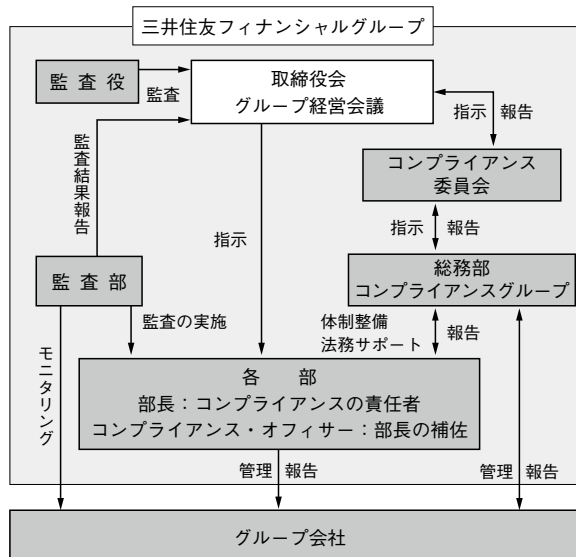 三井住友フィナンシャルグループ
監査役
監査
取締役会
グループ経営会議
指示
報告
監査結果報告
コンプライアンス
委員会
指示
指示
報告
監査部
総務部
コンプライアンスグループ
監査の実施
体制整備
法務サポート
報告
モニタリング
各部
部長：コンプライアンスの責任者
コンプライアンス・オフィサー：部長の補佐
管理
報告
管理
報告
グループ会社